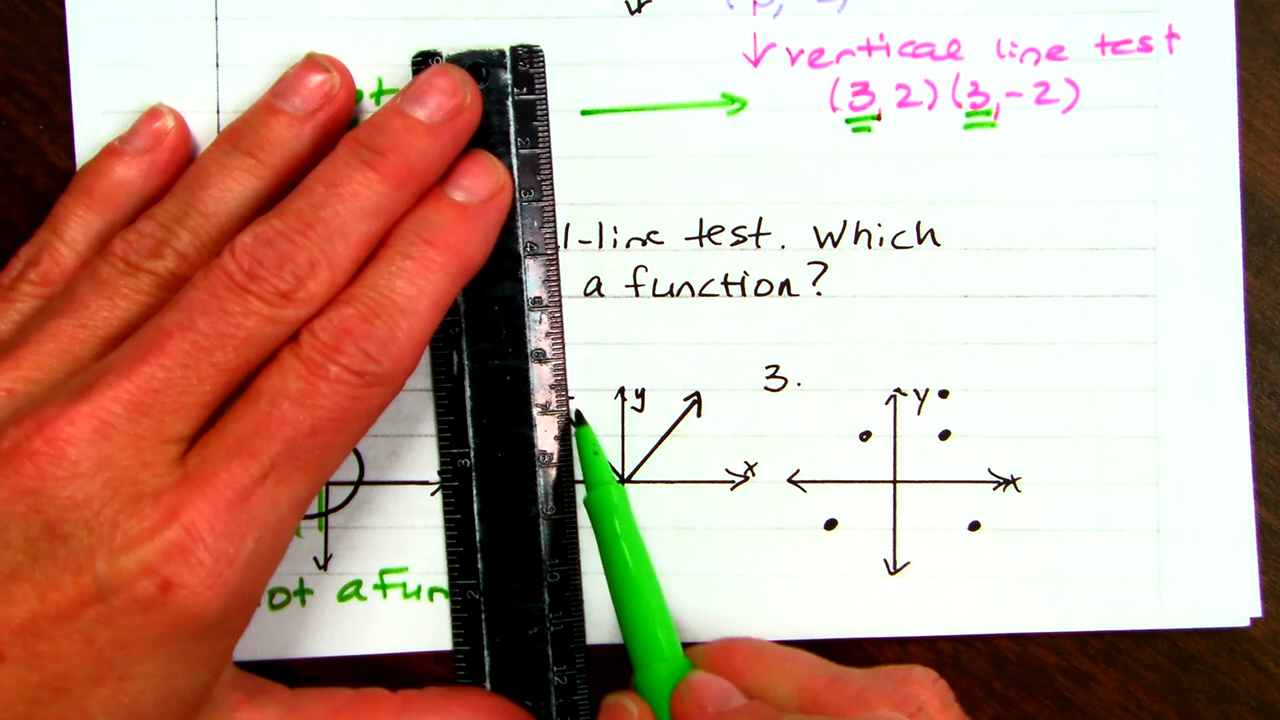 vertical line test
(3, 2) (3, -2)
l-line test. Which
a function?
3.
y
y
x
x
ot a Fun